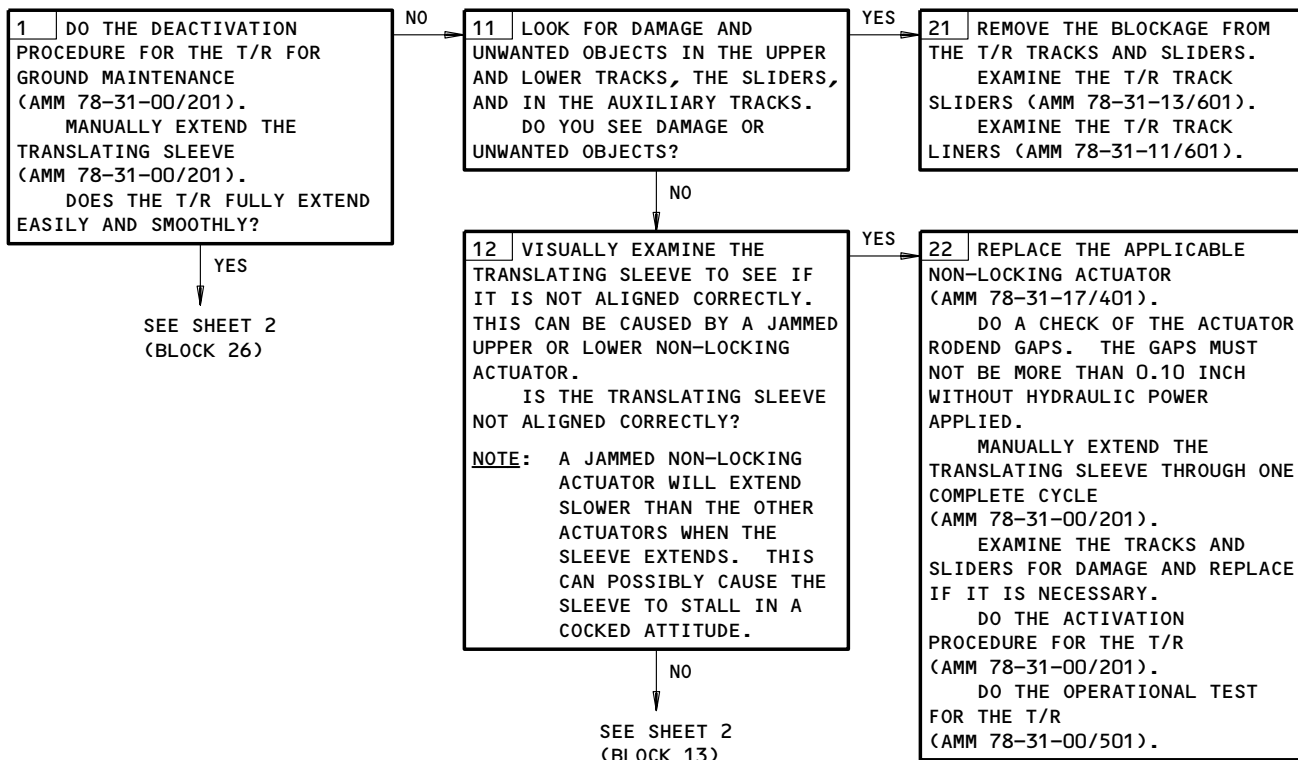 1 DO THE DEACTIVATION
PROCEDURE FOR THE T/R FOR
GROUND MAINTENANCE
(AMM 78-31-00/201).
MANUALLY EXTEND THE
TRANSLATING SLEEVE
(AMM 78-31-00/201).
DOES THE T/R FULLY EXTEND
EASILY AND SMOOTHLY?
NO
YES
SEE SHEET 2
(BLOCK 26)
11 LOOK FOR DAMAGE AND
UNWANTED OBJECTS IN THE UPPER
AND LOWER TRACKS, THE SLIDERS,
AND IN THE AUXILIARY TRACKS.
DO YOU SEE DAMAGE OR
UNWANTED OBJECTS?
YES
NO
21 REMOVE THE BLOCKAGE FROM
THE T/R TRACKS AND SLIDERS.
EXAMINE THE T/R TRACK
SLIDERS (AMM 78-31-13/601).
EXAMINE THE T/R TRACK
LINERS (AMM 78-31-11/601).
12 VISUALLY EXAMINE THE
TRANSLATING SLEEVE TO SEE IF
IT IS NOT ALIGNED CORRECTLY.
THIS CAN BE CAUSED BY A JAMMED
UPPER OR LOWER NON-LOCKING
ACTUATOR.
IS THE TRANSLATING SLEEVE
NOT ALIGNED CORRECTLY?
NOTE: A JAMMED NON-LOCKING
ACTUATOR WILL EXTEND
SLOWER THAN THE OTHER
ACTUATORS WHEN THE
SLEEVE EXTENDS. THIS
CAN POSSIBLY CAUSE THE
SLEEVE TO STALL IN A
COCKED ATTITUDE.
YES
NO
SEE SHEET 2
(BLOCK 13)
22 REPLACE THE APPLICABLE
NON-LOCKING ACTUATOR
(AMM 78-31-17/401).
DO A CHECK OF THE ACTUATOR
RODEND GAPS. THE GAPS MUST
NOT BE MORE THAN 0.10 INCH
WITHOUT HYDRAULIC POWER
APPLIED.
MANUALLY EXTEND THE
TRANSLATING SLEEVE THROUGH ONE
COMPLETE CYCLE
(AMM 78-31-00/201).
EXAMINE THE TRACKS AND
SLIDERS FOR DAMAGE AND REPLACE
IF IT IS NECESSARY.
DO THE ACTIVATION
PROCEDURE FOR THE T/R
(AMM 78-31-00/201).
DO THE OPERATIONAL TEST
FOR THE T/R
(AMM 78-31-00/501).